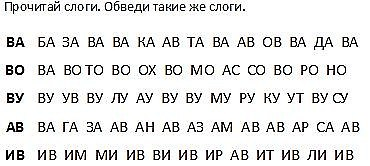 Прочитай слоги. Обведи такие же слоги.
ВА БА ЗА ВА ВА КА АВ ТА ВА АВ ОВ ВА ДА ВА
ВО ВА ВО ТО ВО ОХ ВО МО АС СО ВО РО НО
ВУ ВУ УВ ВУ ЛУ АУ ВУ ВУ МУ РУ КУ УТ ВУ СУ
АВ ВА ГА ЗА АВ АН АВ АЗ АМ АВ АВ АР СА АВ
ИВ ИВ ИМ МИ ИВ ВИ ИВ ИР АВ ИТ ИВ ЛИ ИВ